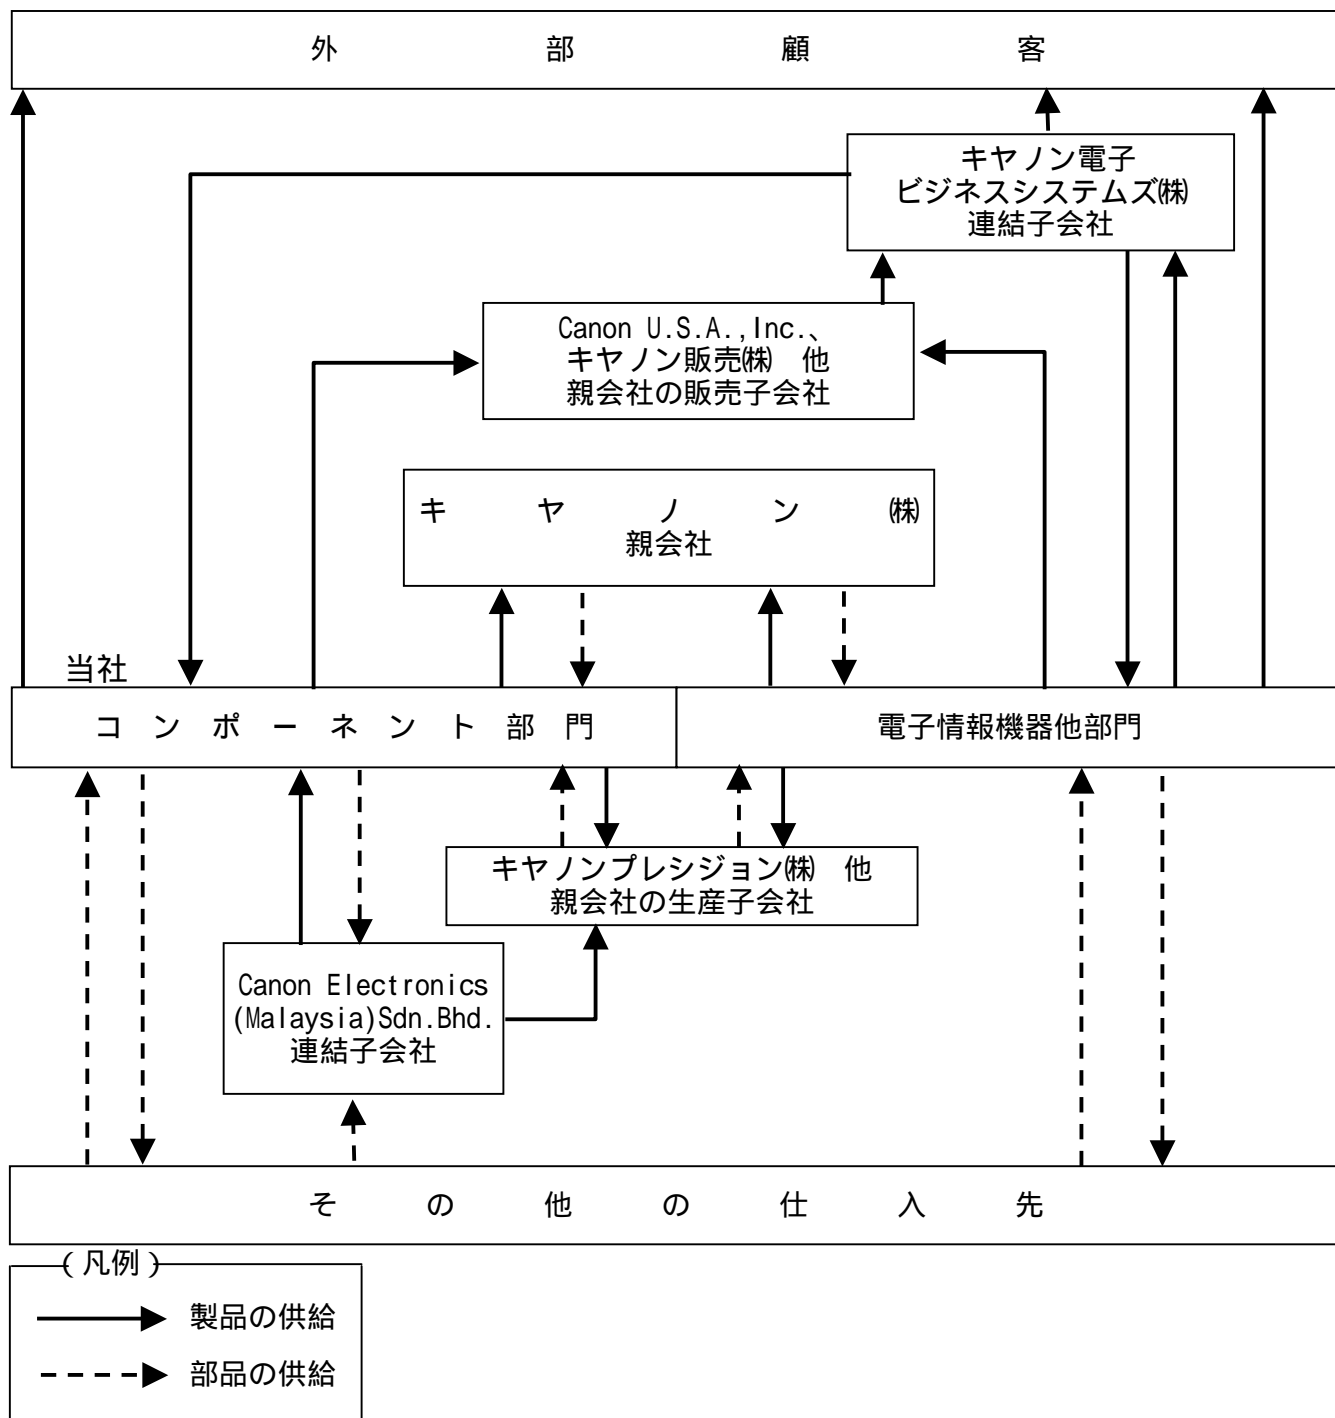 外部顧客
キヤノン電子
ビジネスシステムズ㈱
連結子会社
Canon U.S.A.,Inc.、
キヤノン販売㈱ 他
親会社の販売子会社
キヤノン㈱
親会社
当社
コンポーネント部門
電子情報機器他部門
キヤノンプレシジョン㈱ 他
親会社の生産子会社
Canon Electronics
(Malaysia)Sdn.Bhd.
連結子会社
その他の仕入先
(凡例)
製品の供給
部品の供給